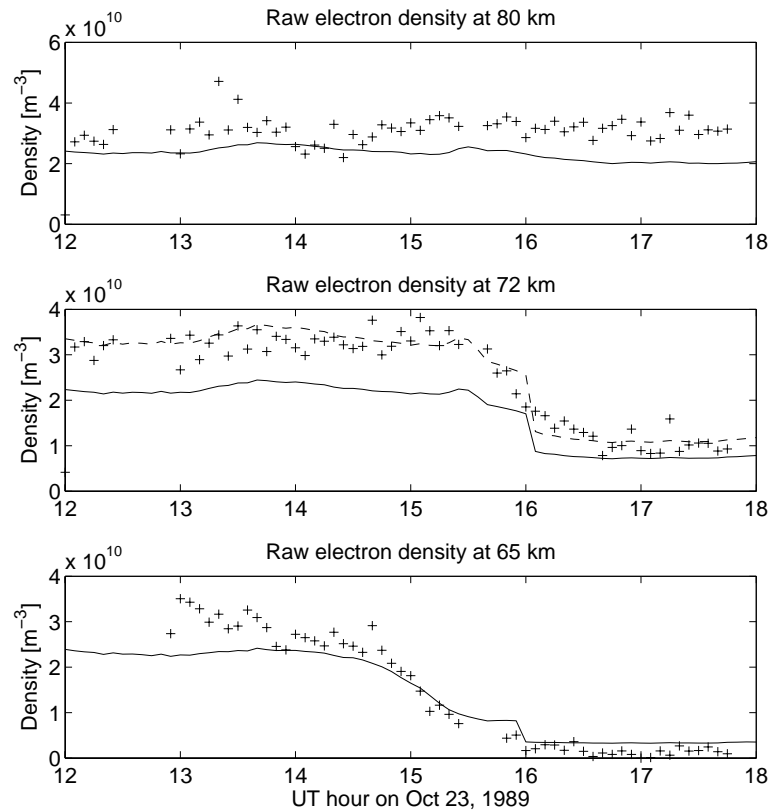 Raw electron density at 80 km
x 10^10
6
4
2
0
Density [m^−3]
12 13 14 15 16 17 18
Raw electron density at 72 km
x 10^10
4
3
2
1
0
Density [m^−3]
12 13 14 15 16 17 18
Raw electron density at 65 km
x 10^10
4
3
2
1
0
Density [m^−3]
12 13 14 15 16 17 18
UT hour on Oct 23, 1989